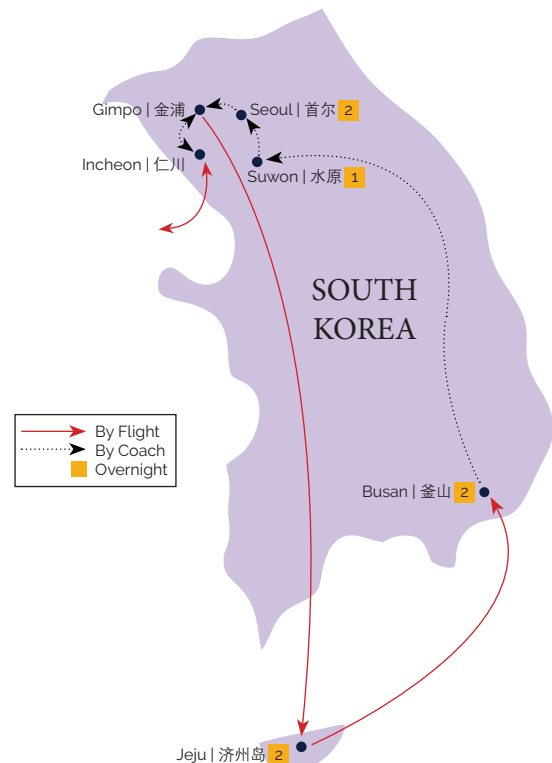 Gimpo | 金浦
Seoul | 首尔 2
Incheon | 仁川
Suwon | 水原 1
SOUTH
KOREA
By Flight
By Coach
Overnight
Busan | 釜山 2
Jeju | 济州岛 2